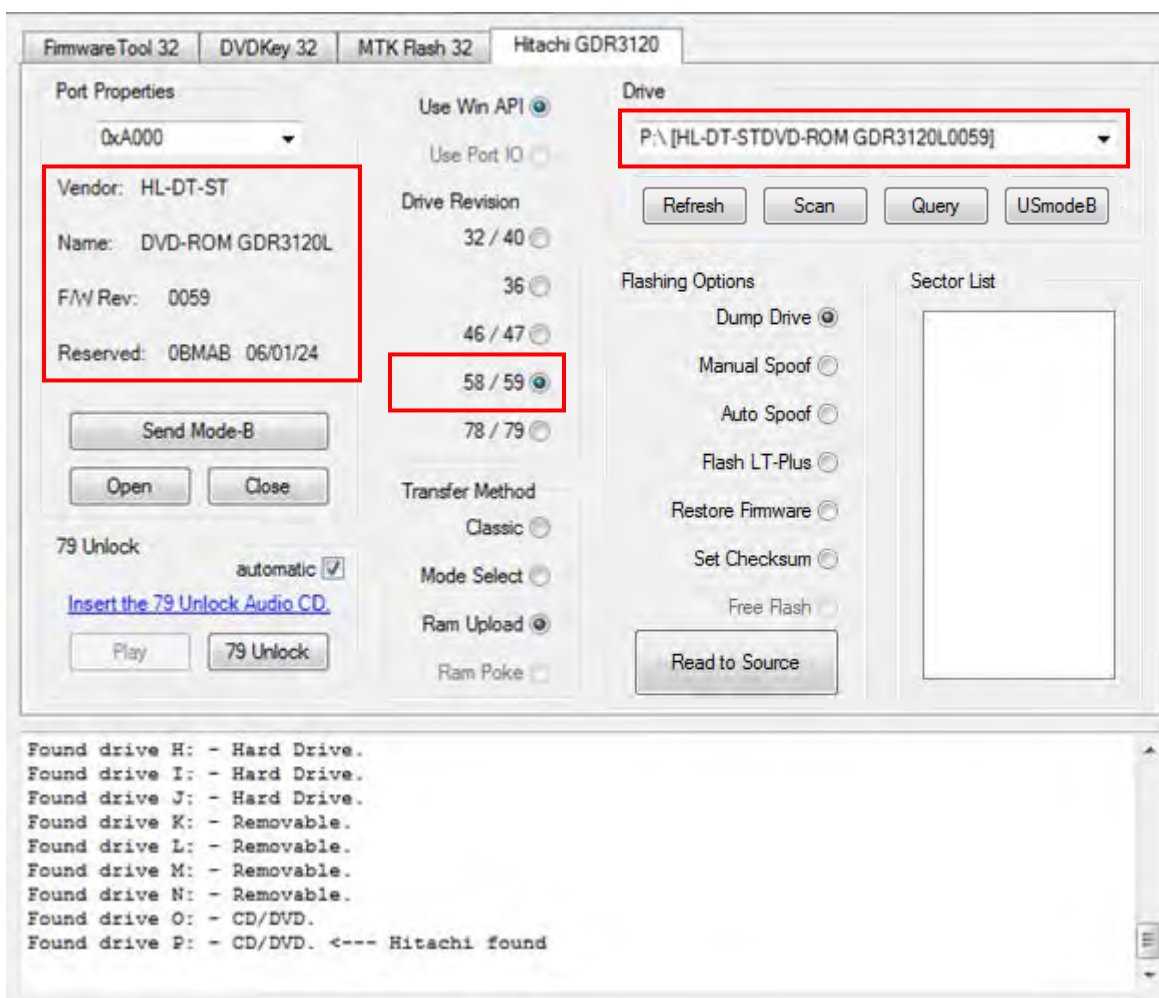 FirmwareTool 32 DVDKey 32 MTK Flash 32 Hitachi GDR3120
Port Properties
0xA000
Vendor: HL-DT-ST
Name: DVD-ROM GDR3120L
F/W Rev: 0059
Reserved: 0BMAB 06/01/24
Send Mode-B
Open Close
79 Unlock
automatic
Insert the 79 Unlock Audio CD.
Play 79 Unlock
Use Win API
Use Port IO
Drive Revision
32 / 40
36
46 / 47
58 / 59
78 / 79
Transfer Method
Classic
Mode Select
Ram Upload
Ram Poke
Drive
P:\ [HL-DT-STDVD-ROM GDR3120L0059]
Refresh Scan Query USmodeB
Flashing Options
Dump Drive
Manual Spoof
Auto Spoof
Flash LT-Plus
Restore Firmware
Set Checksum
Free Flash
Read to Source
Sector List
Found drive H: - Hard Drive.
Found drive I: - Hard Drive.
Found drive J: - Hard Drive.
Found drive K: - Removable.
Found drive L: - Removable.
Found drive M: - Removable.
Found drive N: - Removable.
Found drive O: - CD/DVD.
Found drive P: - CD/DVD. <--- Hitachi found